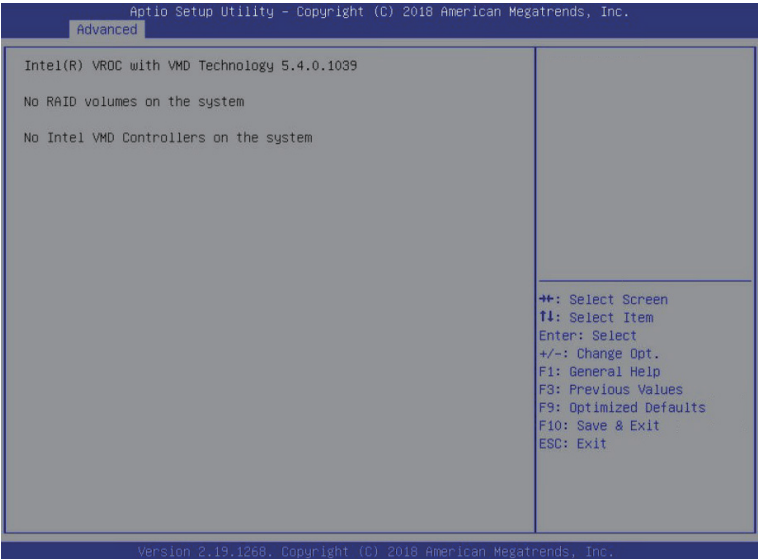 Aptio Setup Utility – Copyright (C) 2018 American Megatrends, Inc.
Advanced
Intel(R) VROC with VMD Technology 5.4.0.1039
No RAID volumes on the system
No Intel VMD Controllers on the system
→←: Select Screen
↑↓: Select Item
Enter: Select
+/-: Change Opt.
F1: General Help
F3: Previous Values
F9: Optimized Defaults
F10: Save & Exit
ESC: Exit
Version 2.19.1268. Copyright (C) 2018 American Megatrends, Inc.